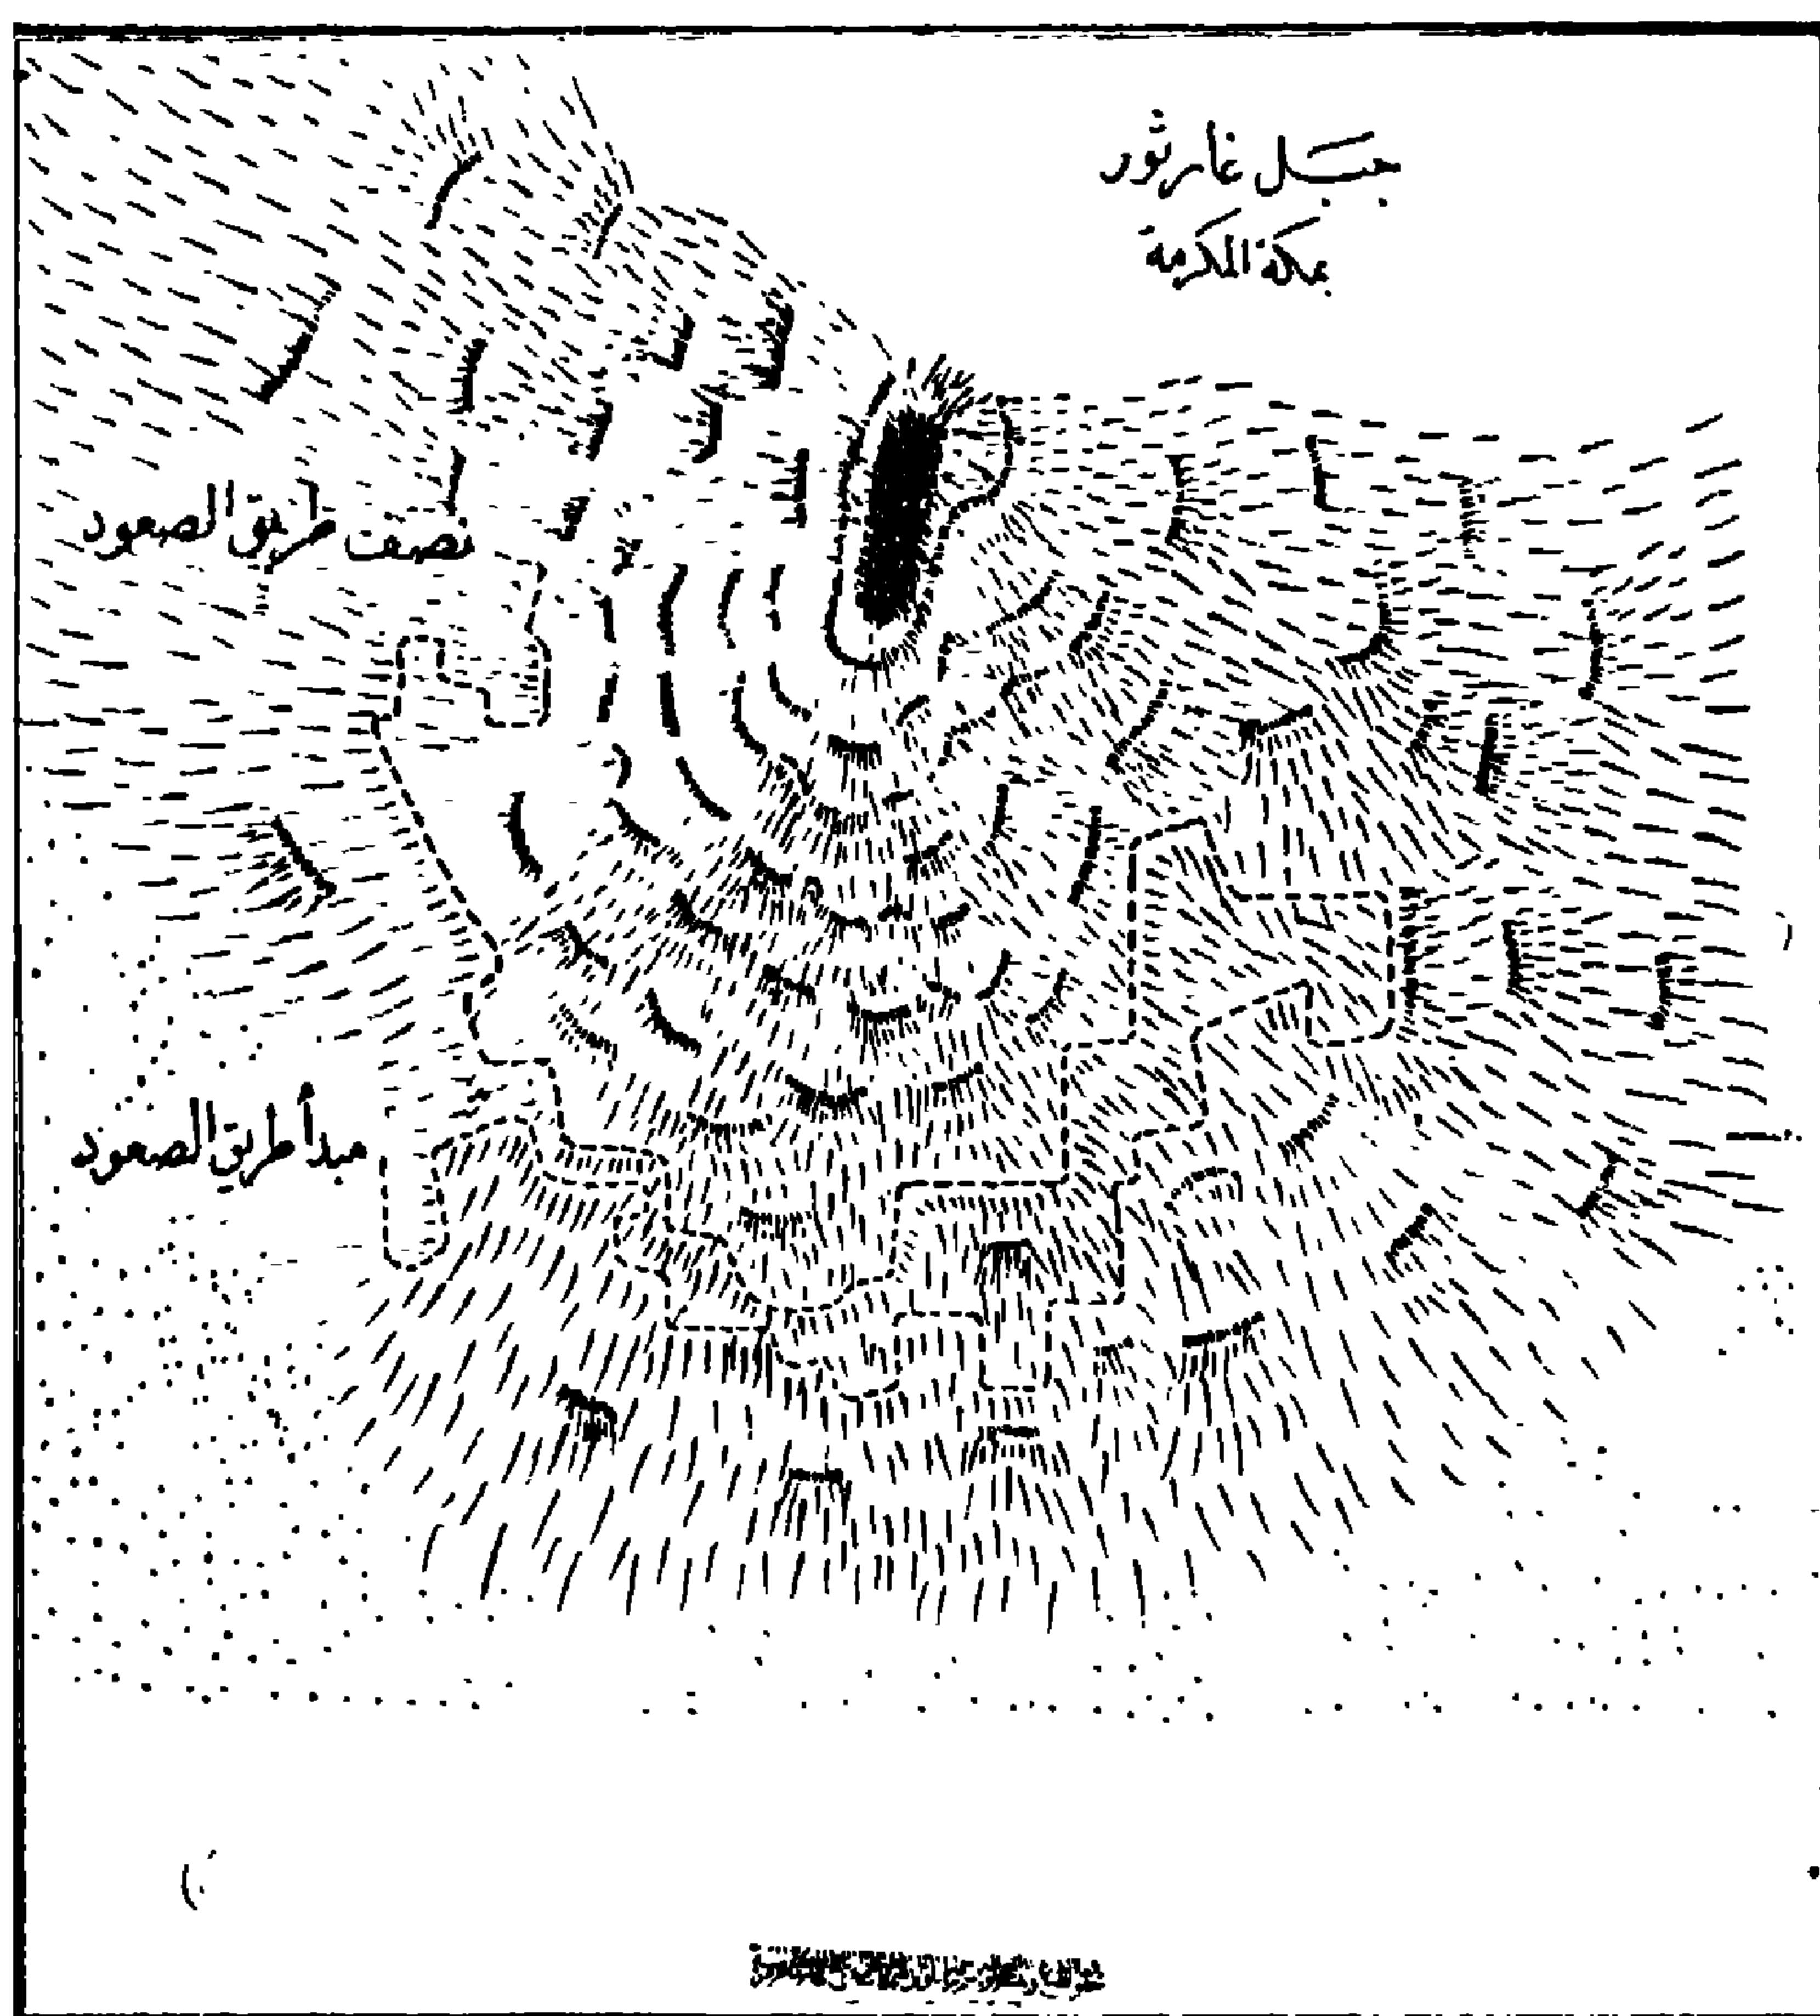 جبل غار ثور
بمكة المكرمة
نصف طريق الصعود
مبدأ طريق الصعود